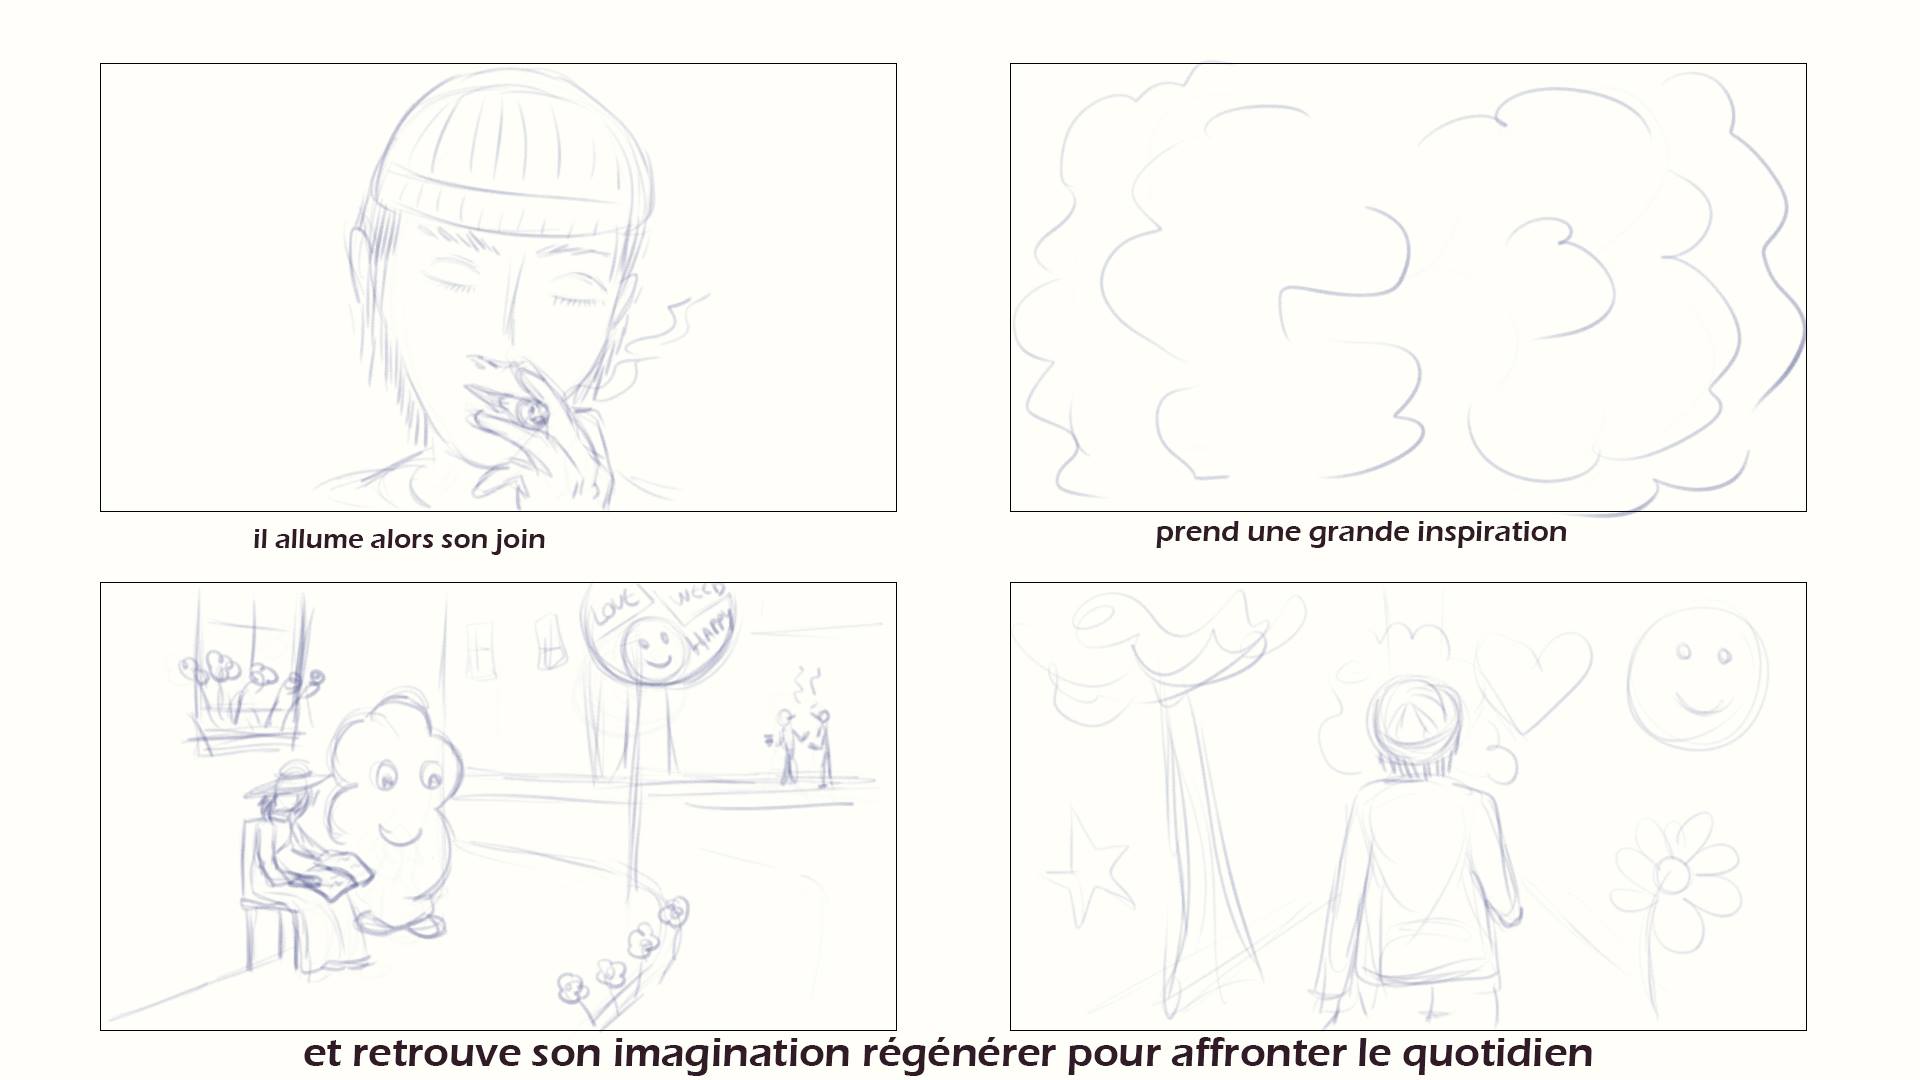 il allume alors son join
prend une grande inspiration
LOVE
WEED
HAPPY
et retrouve son imagination régénérer pour affronter le quotidien